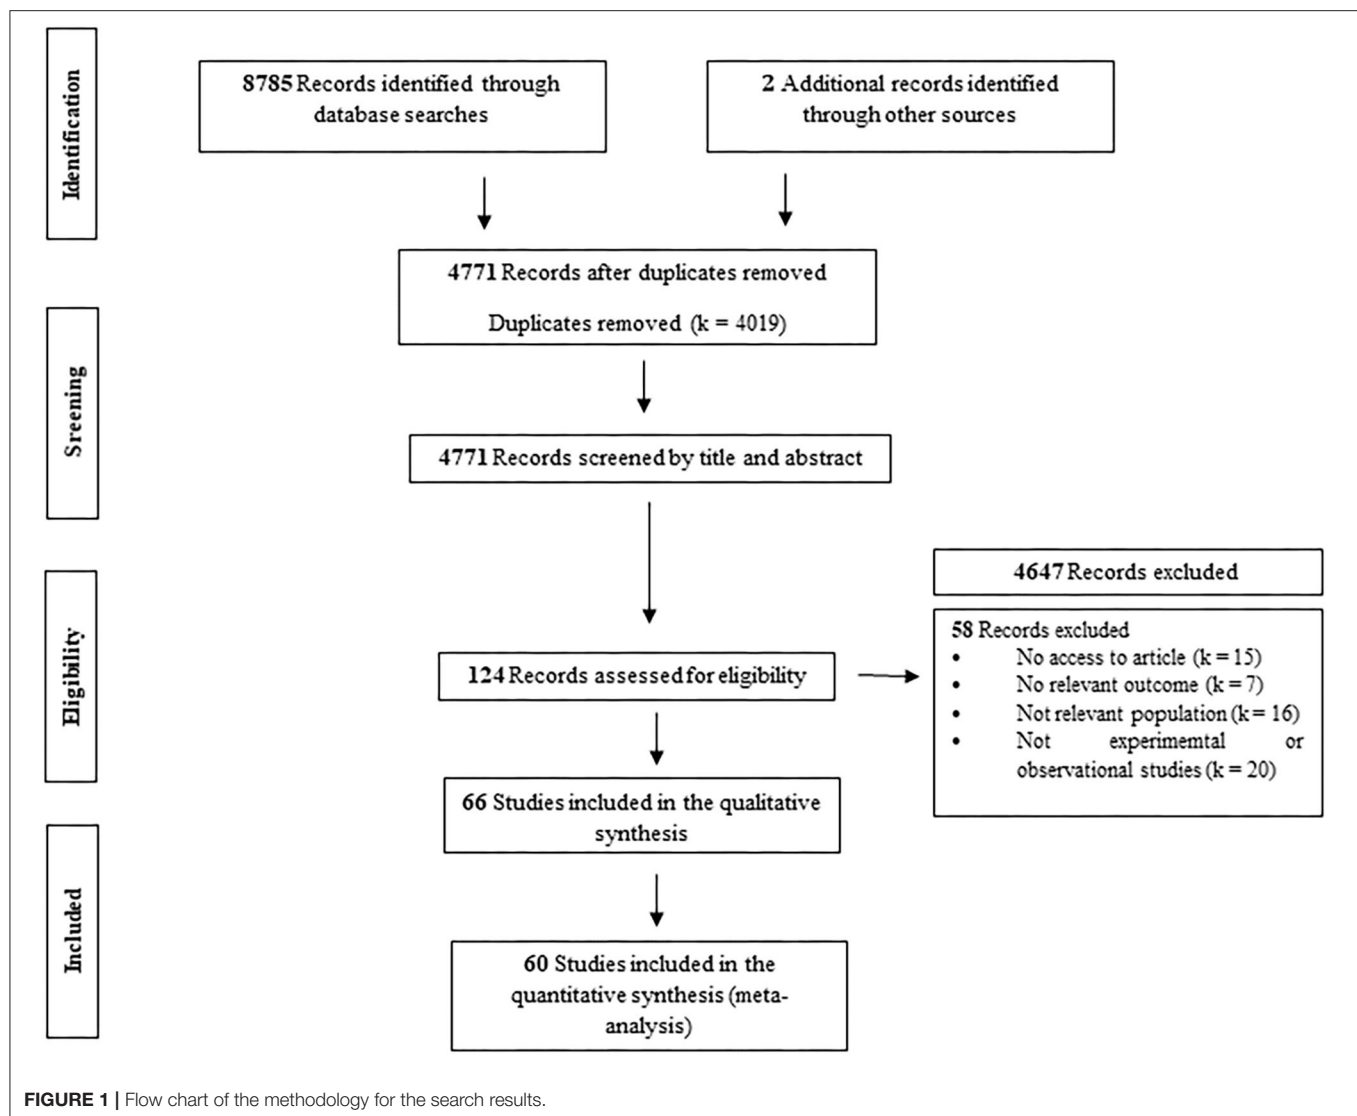 Identification
8785 Records identified through
database searches
2 Additional records identified
through other sources
4771 Records after duplicates removed
Duplicates removed (k = 4019)
Sreening
4771 Records screened by title and abstract
Eligibility
4647 Records excluded
124 Records assessed for eligibility
58 Records excluded
• No access to article (k = 15)
• No relevant outcome (k = 7)
• Not relevant population (k = 16)
• Not experimemtal or
observational studies (k = 20)
66 Studies included in the qualitative
synthesis
Included
60 Studies included in the
quantitative synthesis (meta-
analysis)
FIGURE 1 | Flow chart of the methodology for the search results.